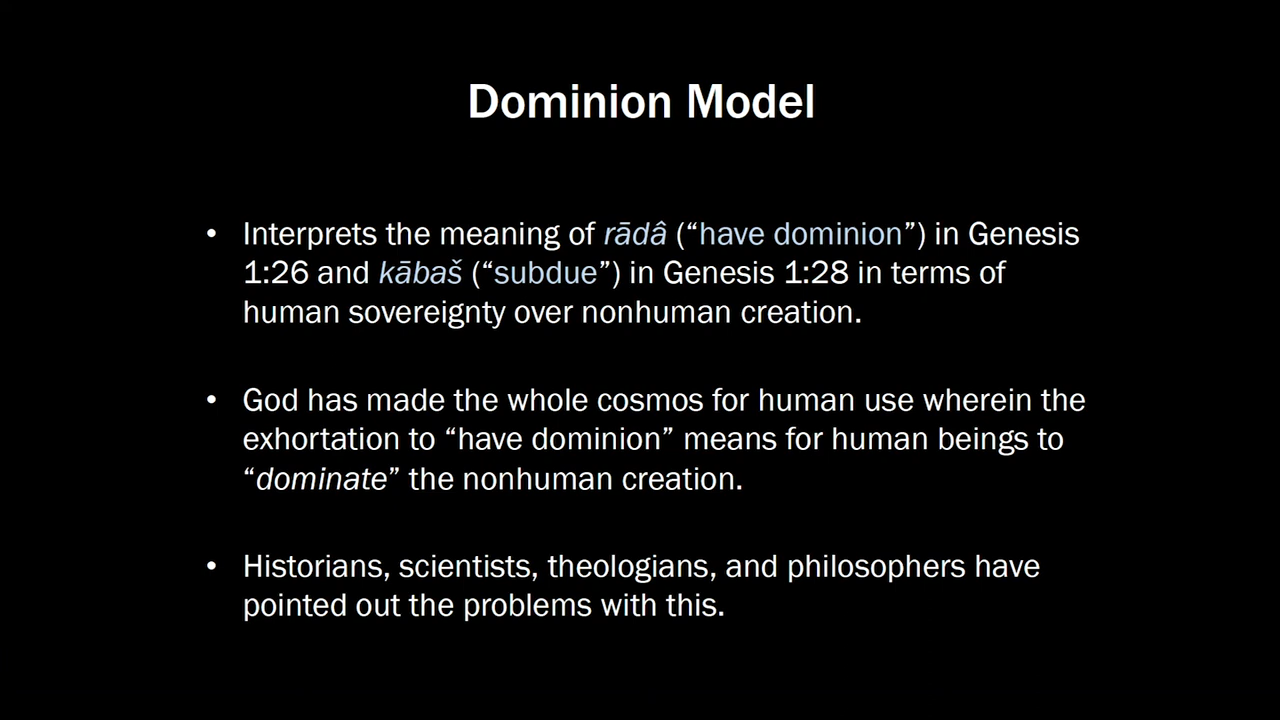 Dominion Model
• Interprets the meaning of rādâ (“have dominion”) in Genesis
1:26 and kābaš (“subdue”) in Genesis 1:28 in terms of
human sovereignty over nonhuman creation.
• God has made the whole cosmos for human use wherein the
exhortation to “have dominion” means for human beings to
“dominate” the nonhuman creation.
• Historians, scientists, theologians, and philosophers have
pointed out the problems with this.